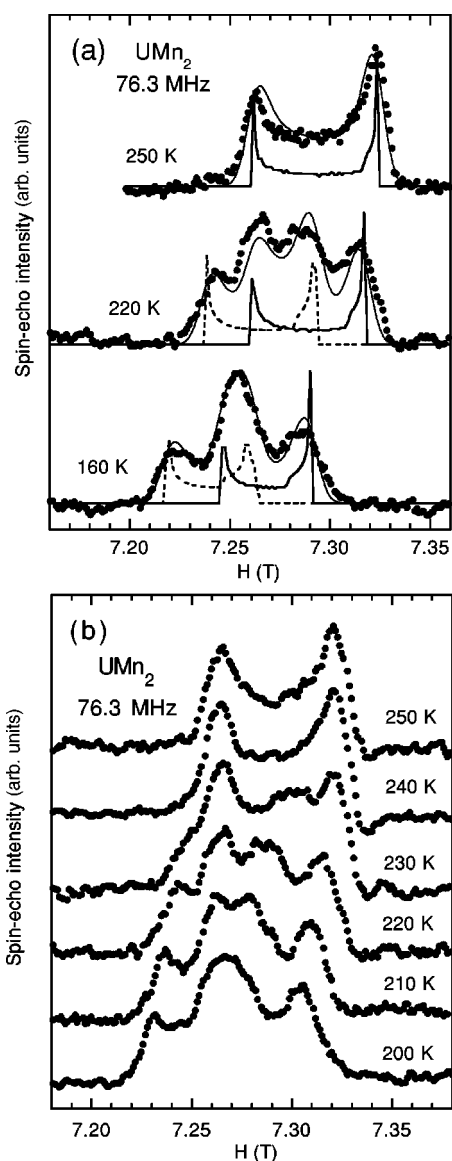 (a)
UMn2
76.3 MHz
250 K
220 K
160 K
Spin-echo intensity (arb. units)
7.20 7.25 7.30 7.35
H (T)
(b)
UMn2
76.3 MHz
250 K
240 K
230 K
220 K
210 K
200 K
Spin-echo intensity (arb. units)
7.20 7.25 7.30 7.35
H (T)